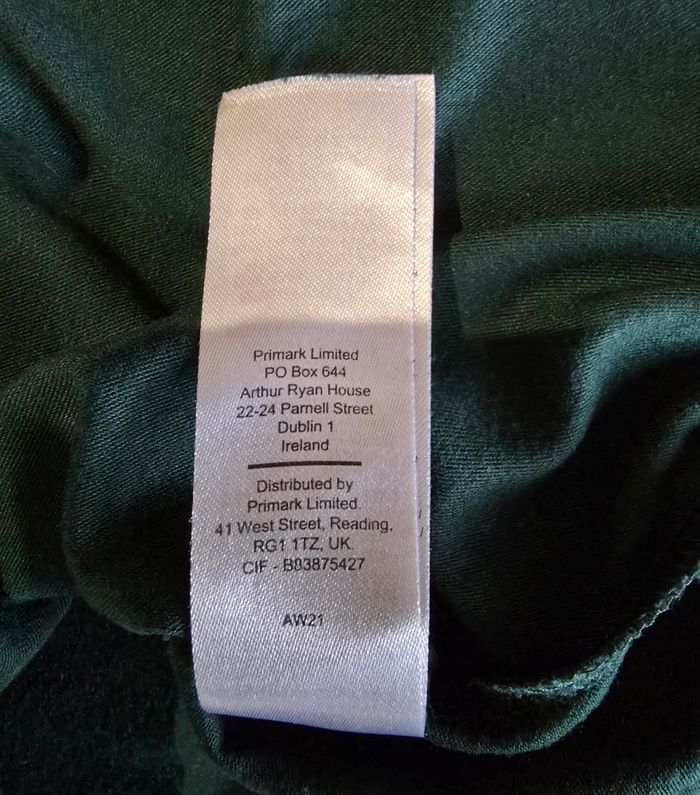 Primark Limited
PO Box 644
Arthur Ryan House
22-24 Parnell Street
Dublin 1
Ireland
Distributed by
Primark Limited.
41 West Street, Reading,
RG1 1TZ, UK.
CIF - B83875427
AW21